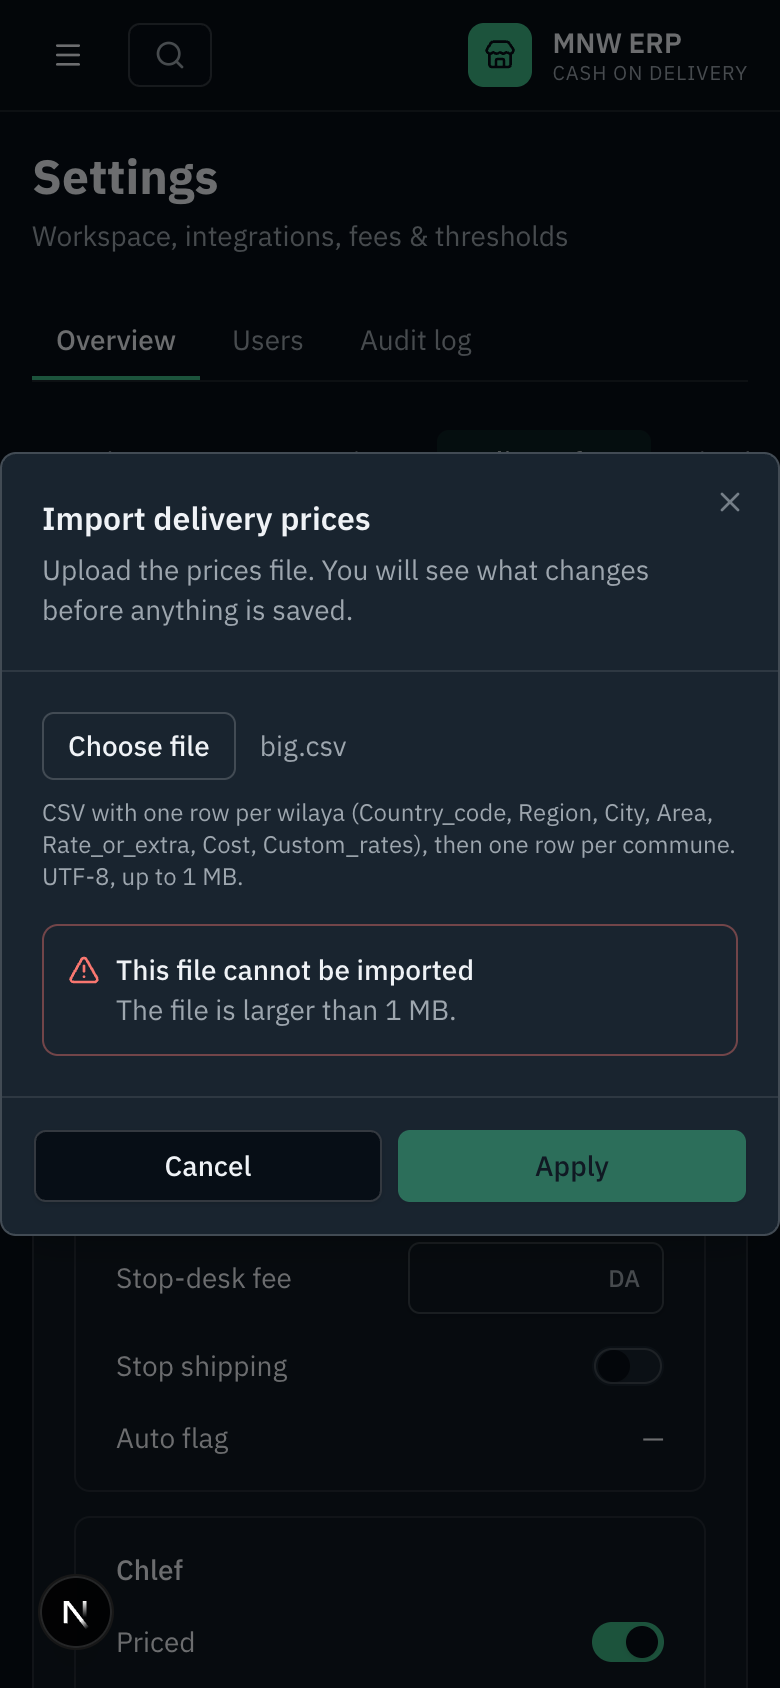 MNW ERP
CASH ON DELIVERY
Settings
Workspace, integrations, fees & thresholds
Overview Users Audit log
Import delivery prices
Upload the prices file. You will see what changes
before anything is saved.
Choose file big.csv
CSV with one row per wilaya (Country_code, Region, City, Area,
Rate_or_extra, Cost, Custom_rates), then one row per commune.
UTF-8, up to 1 MB.
This file cannot be imported
The file is larger than 1 MB.
Cancel Apply
Stop-desk fee DA
Stop shipping
Auto flag —
Chlef
N
Priced